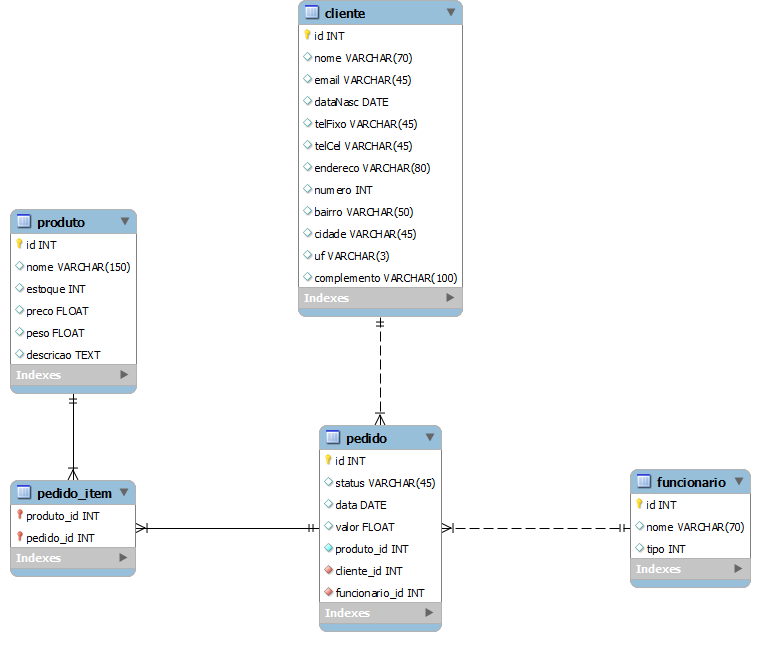 cliente
id INT
nome VARCHAR(70)
email VARCHAR(45)
dataNasc DATE
telFixo VARCHAR(45)
telCel VARCHAR(45)
endereco VARCHAR(80)
numero INT
bairro VARCHAR(50)
cidade VARCHAR(45)
uf VARCHAR(3)
complemento VARCHAR(100)
Indexes
produto
id INT
nome VARCHAR(150)
estoque INT
preco FLOAT
peso FLOAT
descricao TEXT
Indexes
pedido_item
produto_id INT
pedido_id INT
Indexes
pedido
id INT
status VARCHAR(45)
data DATE
valor FLOAT
produto_id INT
cliente_id INT
funcionario_id INT
Indexes
funcionario
id INT
nome VARCHAR(70)
tipo INT
Indexes